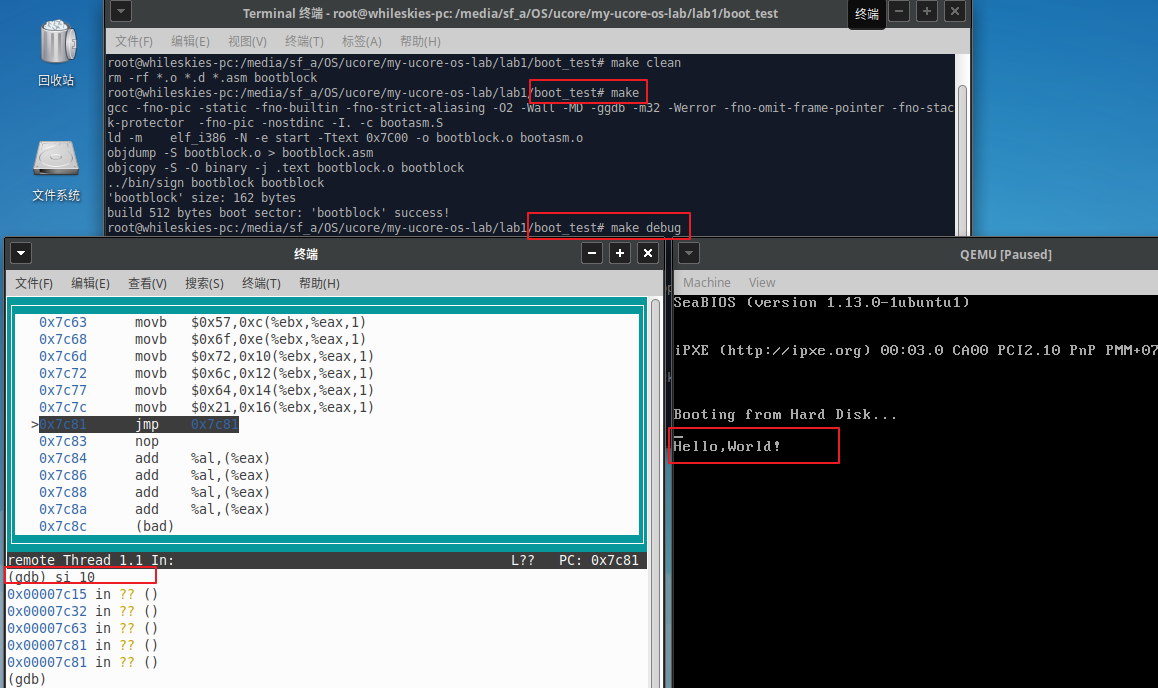 回收站
文件系统
Terminal 终端 - root@whileskies-pc: /media/sf_a/OS/ucore/my-ucore-os-lab/lab1/boot_test
终端
文件(F) 编辑(E) 视图(V) 终端(T) 标签(A) 帮助(H)
root@whileskies-pc:/media/sf_a/OS/ucore/my-ucore-os-lab/lab1/boot_test# make clean
rm -rf *.o *.d *.asm bootblock
root@whileskies-pc:/media/sf_a/OS/ucore/my-ucore-os-lab/lab1/boot_test# make
gcc -fno-pic -static -fno-builtin -fno-strict-aliasing -O2 -Wall -MD -ggdb -m32 -Werror -fno-omit-frame-pointer -fno-stac
k-protector  -fno-pic -nostdinc -I. -c bootasm.S
ld -m    elf_i386 -N -e start -Ttext 0x7C00 -o bootblock.o bootasm.o
objdump -S bootblock.o > bootblock.asm
objcopy -S -O binary -j .text bootblock.o bootblock
../bin/sign bootblock bootblock
'bootblock' size: 162 bytes
build 512 bytes boot sector: 'bootblock' success!
root@whileskies-pc:/media/sf_a/OS/ucore/my-ucore-os-lab/lab1/boot_test# make debug
终端
文件(F) 编辑(E) 查看(V) 搜索(S) 终端(T) 帮助(H)
0x7c63 movb $0x57,0xc(%ebx,%eax,1)
0x7c68 movb $0x6f,0xe(%ebx,%eax,1)
0x7c6d movb $0x72,0x10(%ebx,%eax,1)
0x7c72 movb $0x6c,0x12(%ebx,%eax,1)
0x7c77 movb $0x64,0x14(%ebx,%eax,1)
0x7c7c movb $0x21,0x16(%ebx,%eax,1)
>0x7c81 jmp 0x7c81
0x7c83 nop
0x7c84 add %al,(%eax)
0x7c86 add %al,(%eax)
0x7c88 add %al,(%eax)
0x7c8a add %al,(%eax)
0x7c8c (bad)
remote Thread 1.1 In: L?? PC: 0x7c81
(gdb) si 10
0x00007c15 in ?? ()
0x00007c32 in ?? ()
0x00007c63 in ?? ()
0x00007c81 in ?? ()
0x00007c81 in ?? ()
(gdb)
QEMU [Paused]
Machine View
SeaBIOS (version 1.13.0-1ubuntu1)
iPXE (http://ipxe.org) 00:03.0 CA00 PCI2.10 PnP PMM+07
Booting from Hard Disk...
Hello,World!